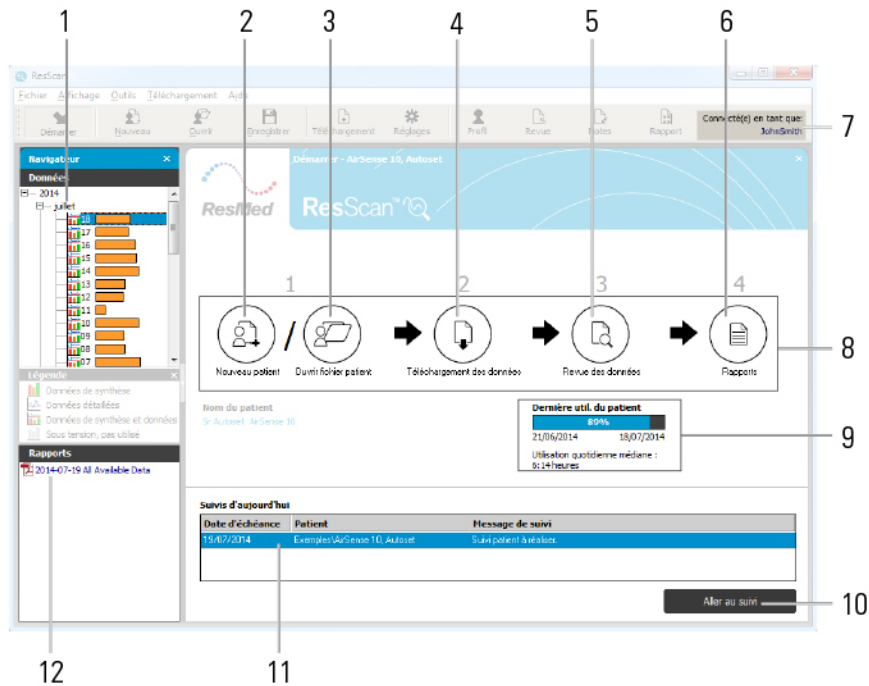 1 2 3 4 5 6
ResScan
Fichier Affichage Outils Téléchargement Aide
Démarrer Nouveau Ouvrir Enregistrer Téléchargement Réglages Profil Revue Notes Rapport
Connecté(e) en tant que:
JohnSmith
7
Navigateur ×
Données
2014
juillet
18
17
16
15
14
13
12
11
10
09
08
07
Légende ×
Données de synthèse
Données détaillées
Données de synthèse et données
Sous tension, pas utilisé
Rapports
2014-07-19 All Available Data
Démarrer - AirSense 10, Autoset ×
ResMed
ResScan™
1 2 3 4
/
Nouveau patient Ouvrir fichier patient Téléchargement des données Revue des données Rapports
8
Nom du patient
Sr Autoset AirSense 10
Dernière util. du patient
89%
21/06/2014 18/07/2014
Utilisation quotidienne médiane :
6:14 heures
9
Suivis d'aujourd'hui
Date d'échéance Patient Message de suivi
19/07/2014 Exemples\AirSense 10, Autoset Suivi patient à réaliser.
Aller au suivi
10
12 11